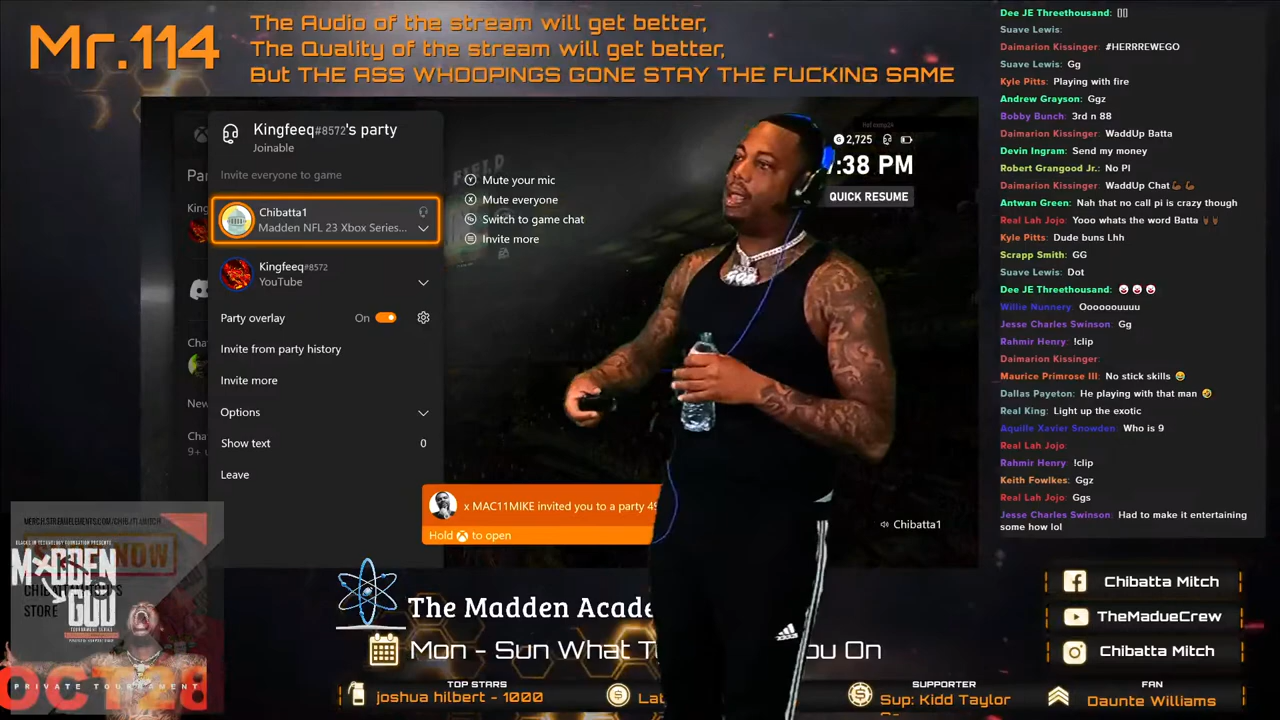 Mr.114
The Audio of the stream will get better,
The Quality of the stream will get better,
But THE ASS WHOOPINGS GONE STAY THE FUCKING SAME
Kingfeeq#8572's party
Joinable
Invite everyone to game
Chibatta1
Madden NFL 23 Xbox Series...
Kingfeeq#8572
YouTube
Party overlay
On
Invite from party history
Invite more
Options
Show text
0
Leave
Mute your mic
Mute everyone
Switch to game chat
Invite more
2,725
:38 PM
QUICK RESUME
x MAC11MIKE invited you to a party 4
Hold to open
Chibatta1
Dee JE Threethousand:
Suave Lewis:
Daimarion Kissinger: #HERRREWEGO
Suave Lewis: Gg
Kyle Pitts: Playing with fire
Andrew Grayson: Ggz
Bobby Bunch: 3rd n 88
Daimarion Kissinger: WaddUp Batta
Devin Ingram: Send my money
Robert Grangood Jr.: No PI
Daimarion Kissinger: WaddUp Chat💪🏾💪🏾
Antwan Green: Nah that no call pi is crazy though
Real Lah Jojo: Yooo whats the word Batta
Kyle Pitts: Dude buns Lhh
Scrapp Smith: GG
Suave Lewis: Dot
Dee JE Threethousand: 🤡🤡🤡
Willie Nunnery: Ooooooouuuu
Jesse Charles Swinson: Gg
Rahmir Henry: !clip
Daimarion Kissinger:
Maurice Primrose III: No stick skills 😂
Dallas Payeton: He playing with that man 🤣
Real King: Light up the exotic
Aquille Xavier Snowden: Who is 9
Real Lah Jojo:
Rahmir Henry: !clip
Keith Fowlkes: Ggz
Real Lah Jojo: Ggs
Jesse Charles Swinson: Had to make it entertaining
some how lol
MADDEN
GOD
STORE
PRIVATE TOURNAMENT
The Madden Acade
Mon - Sun What T
ou On
TOP STARS
joshua hilbert - 1000
SUPPORTER
Sup: Kidd Taylor
FAN
Daunte Williams
Chibatta Mitch
TheMadueCrew
Chibatta Mitch